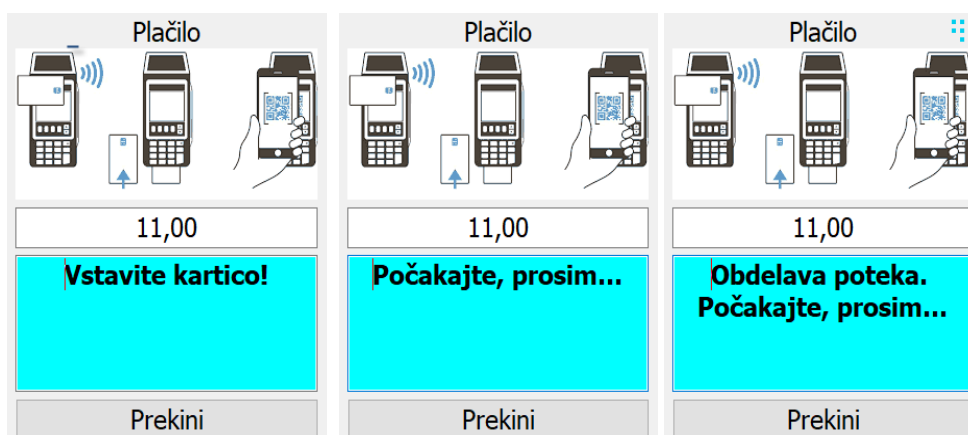 Plačilo
11,00
Vstavite kartico!
Prekini
Plačilo
11,00
Počakajte, prosim...
Prekini
Plačilo
11,00
Obdelava poteka.
Počakajte, prosim...
Prekini